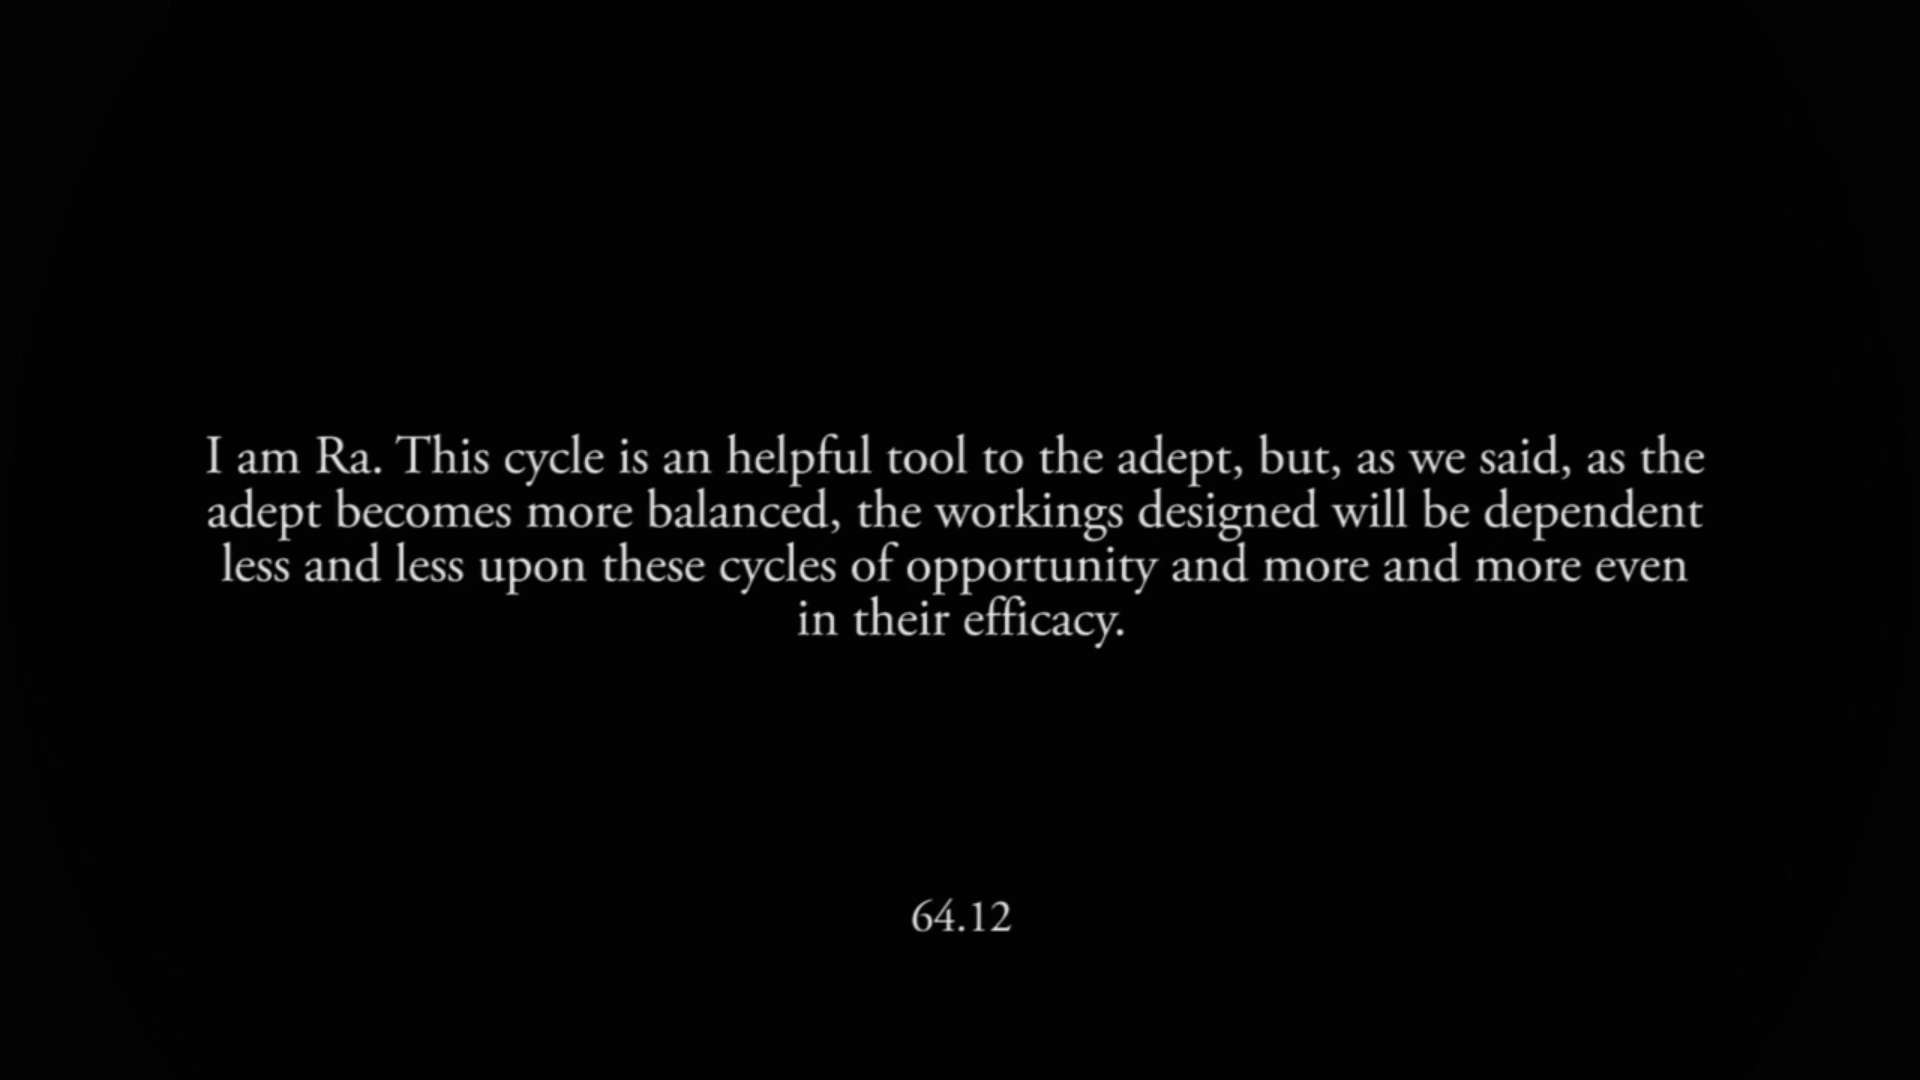 I am Ra. This cycle is an helpful tool to the adept, but, as we said, as the
adept becomes more balanced, the workings designed will be dependent
less and less upon these cycles of opportunity and more and more even
in their efficacy.
64.12